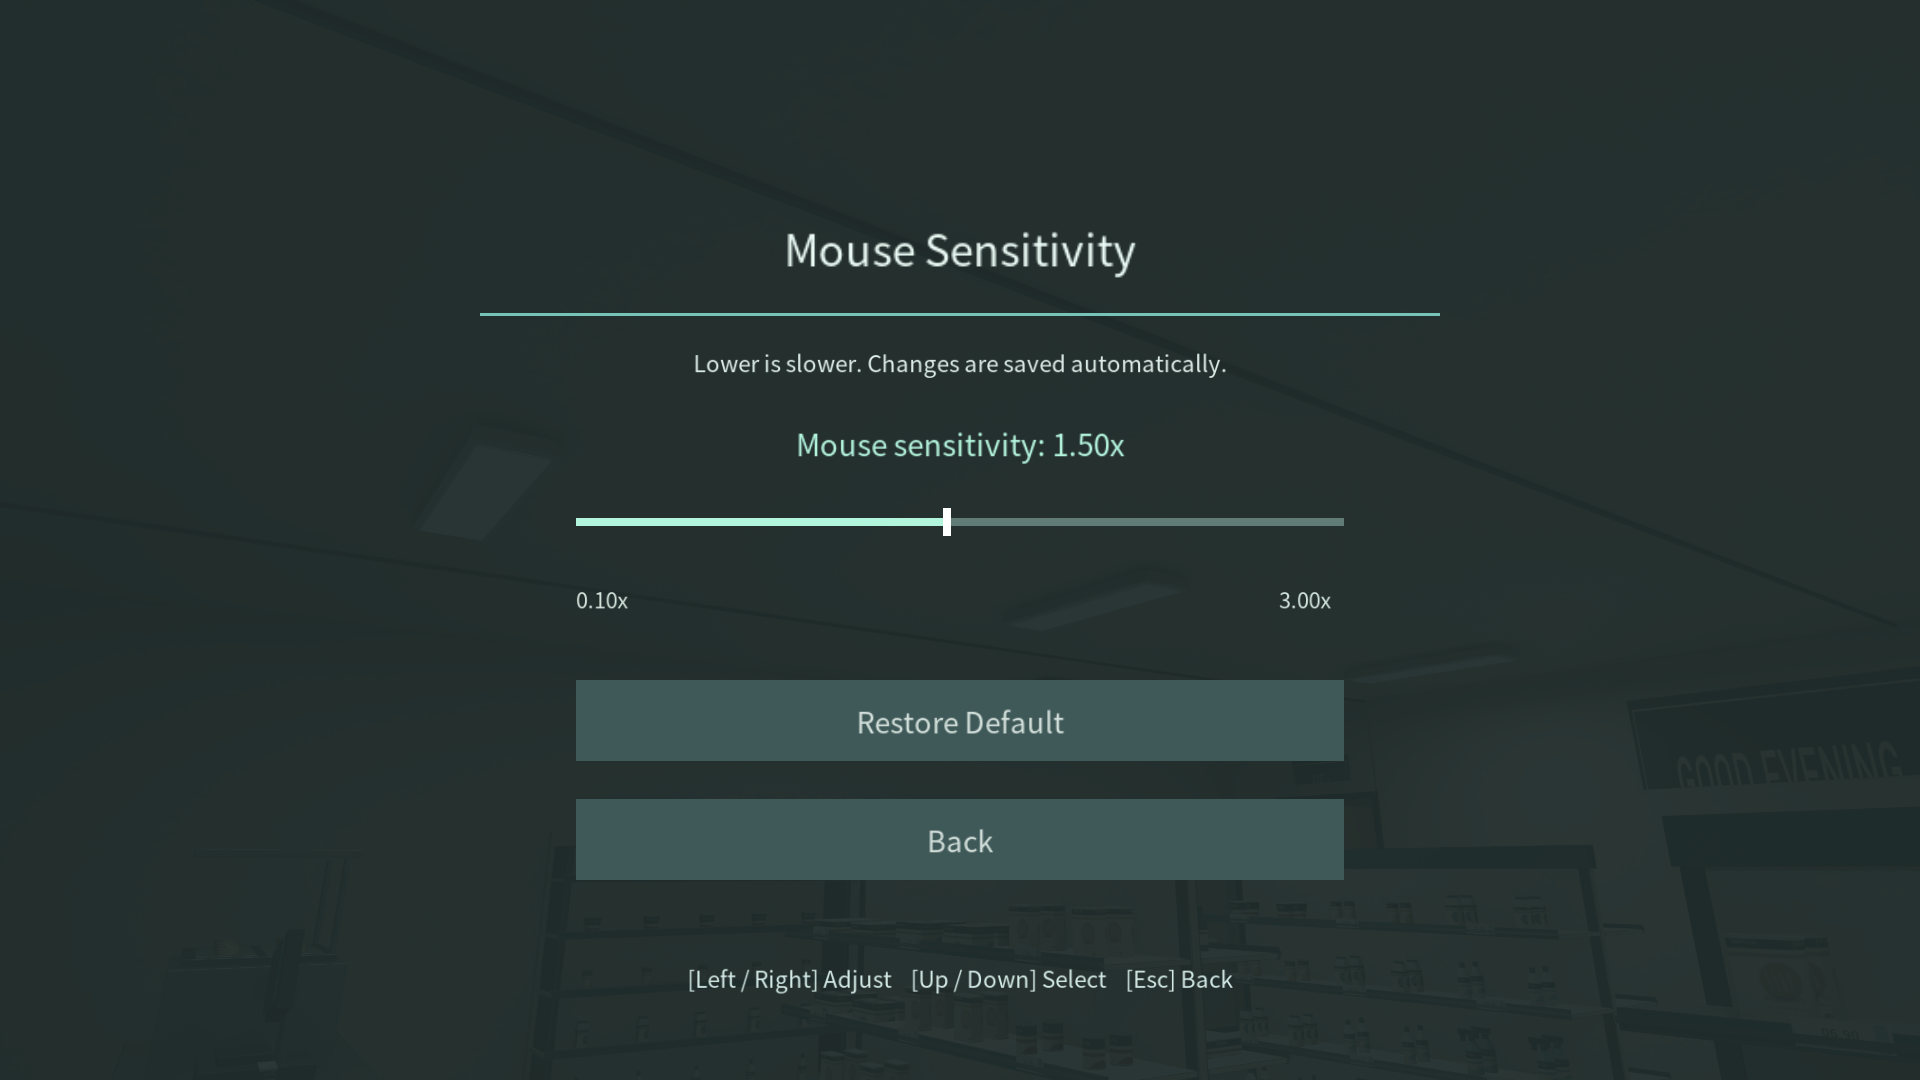 Mouse Sensitivity
Lower is slower. Changes are saved automatically.
Mouse sensitivity: 1.50x
0.10x
3.00x
Restore Default
GOOD EVENING
Back
[Left / Right] Adjust [Up / Down] Select [Esc] Back